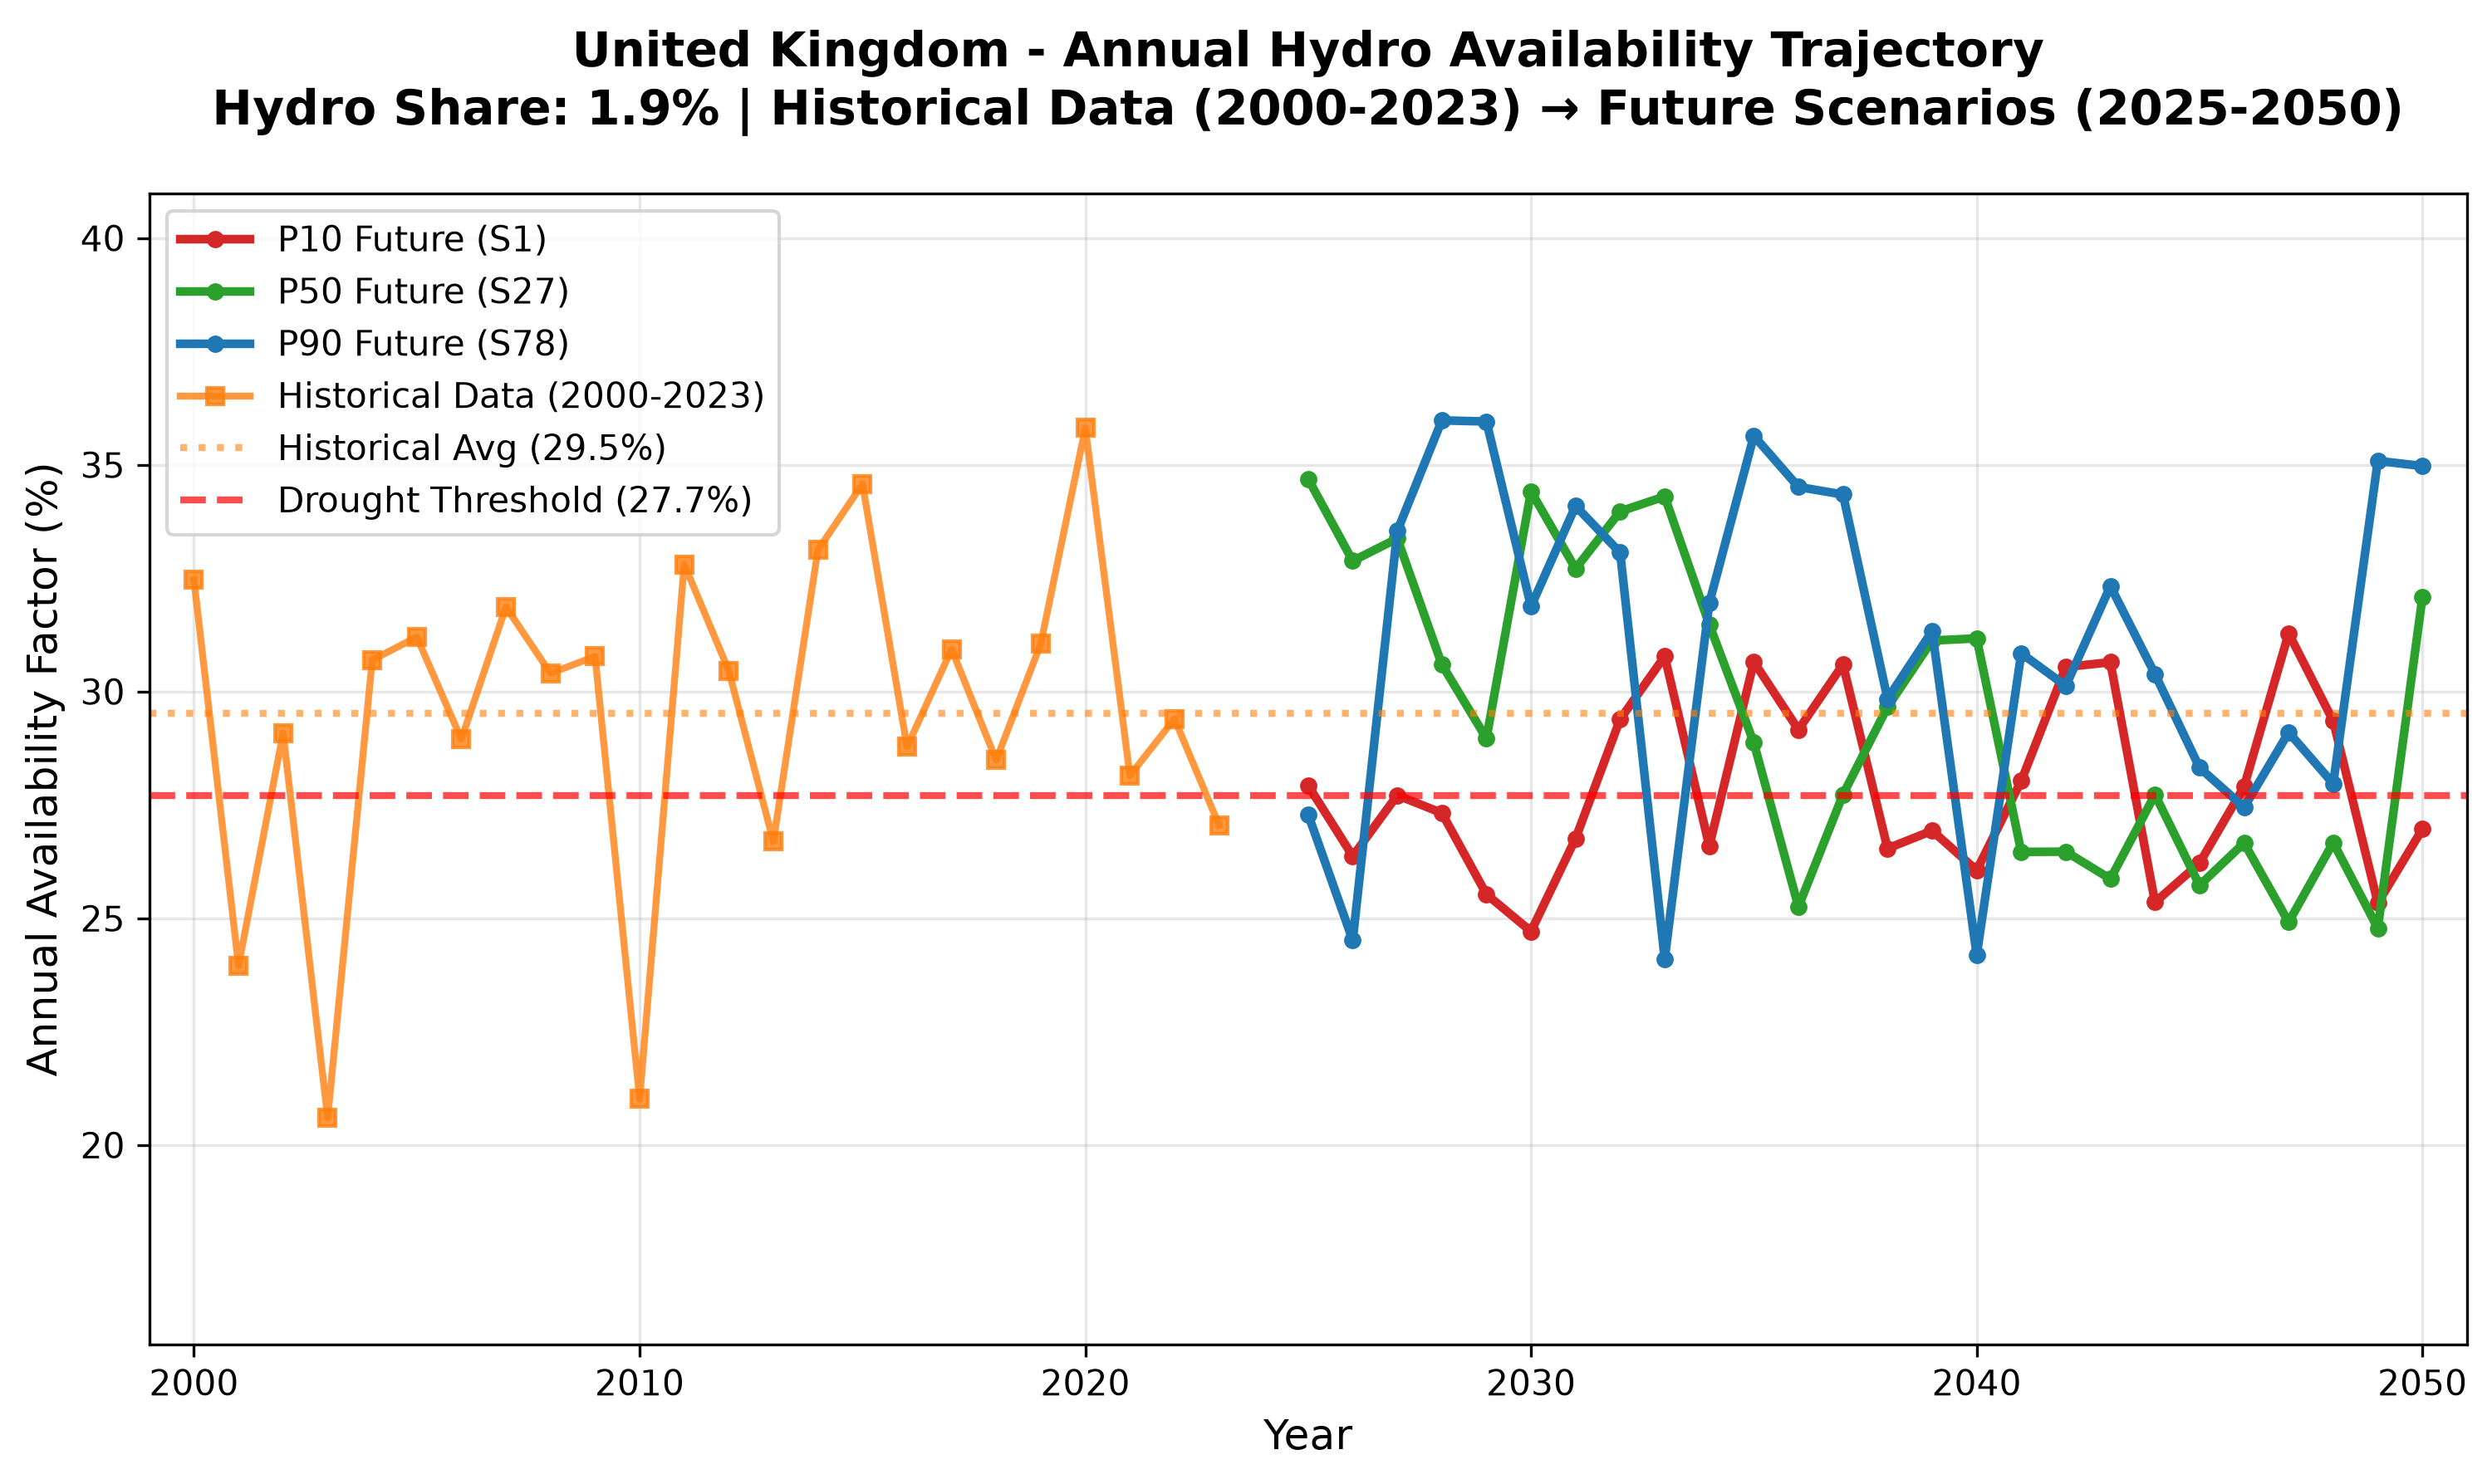 United Kingdom - Annual Hydro Availability Trajectory
Hydro Share: 1.9% | Historical Data (2000-2023) → Future Scenarios (2025-2050)
P10 Future (S1)
P50 Future (S27)
P90 Future (S78)
Historical Data (2000-2023)
Historical Avg (29.5%)
Drought Threshold (27.7%)
Annual Availability Factor (%)
40
35
30
25
20
2000
2010
2020
2030
2040
2050
Year